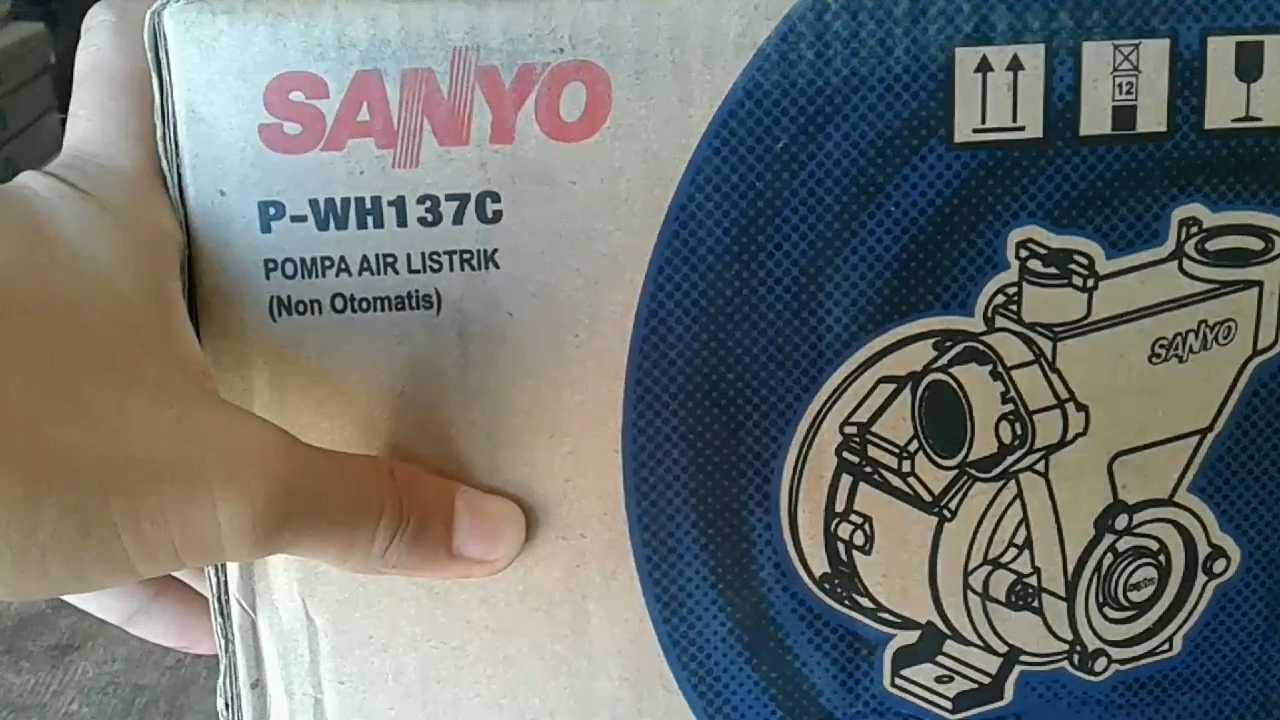 SANYO
P-WH137C
POMPA AIR LISTRIK
(Non Otomatis)
12
SANYO